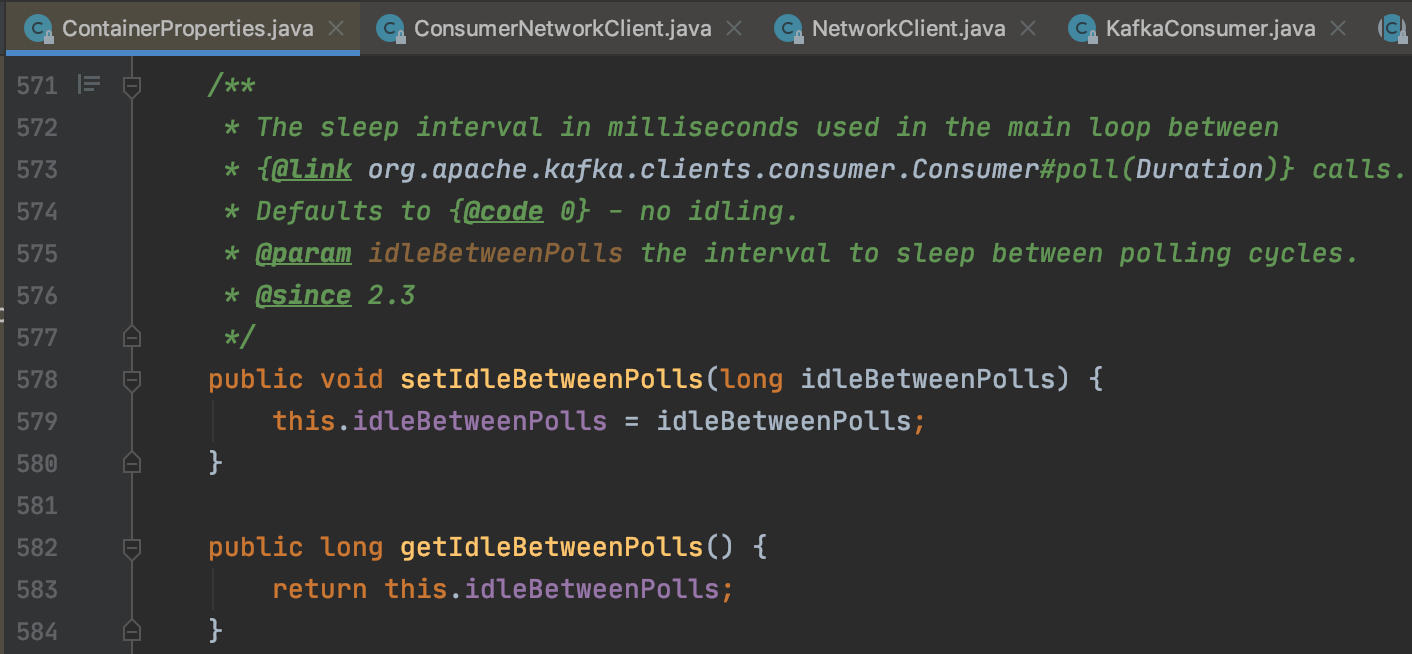 ContainerProperties.java ConsumerNetworkClient.java NetworkClient.java KafkaConsumer.java
571 /**
572 * The sleep interval in milliseconds used in the main loop between
573 * {@link org.apache.kafka.clients.consumer.Consumer#poll(Duration)} calls.
574 * Defaults to {@code 0} - no idling.
575 * @param idleBetweenPolls the interval to sleep between polling cycles.
576 * @since 2.3
577 */
578 public void setIdleBetweenPolls(long idleBetweenPolls) {
579 this.idleBetweenPolls = idleBetweenPolls;
580 }
581
582 public long getIdleBetweenPolls() {
583 return this.idleBetweenPolls;
584 }